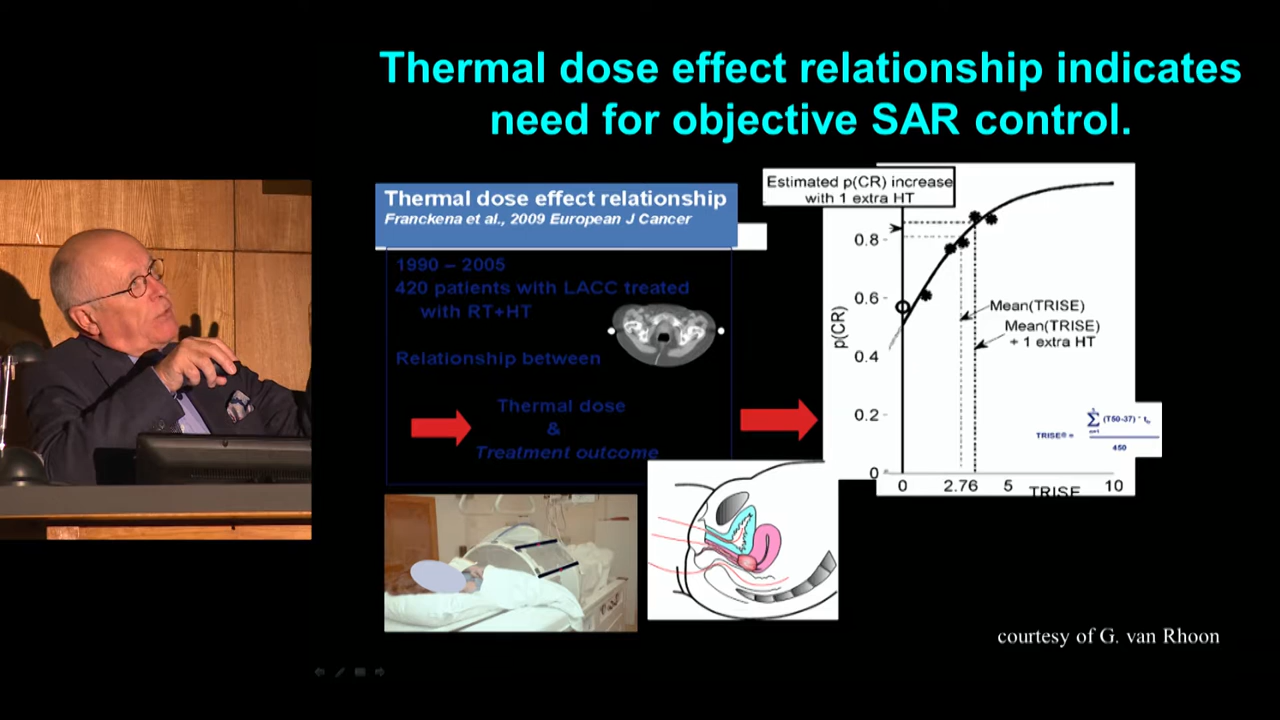 Thermal dose effect relationship indicates
need for objective SAR control.
Thermal dose effect relationship
Franckena et al., 2009 European J Cancer
1990 – 2005
420 patients with LACC treated
with RT+HT
Relationship between
Thermal dose
&
Treatment outcome
Estimated p(CR) increase
with 1 extra HT
p(CR)
0.8
0.6
0.4
0.2
0
Mean(TRISE)
Mean(TRISE)
+ 1 extra HT
TRISE
(T50-37)
450
0 2.76 5 10
TRISE
courtesy of G. van Rhoon